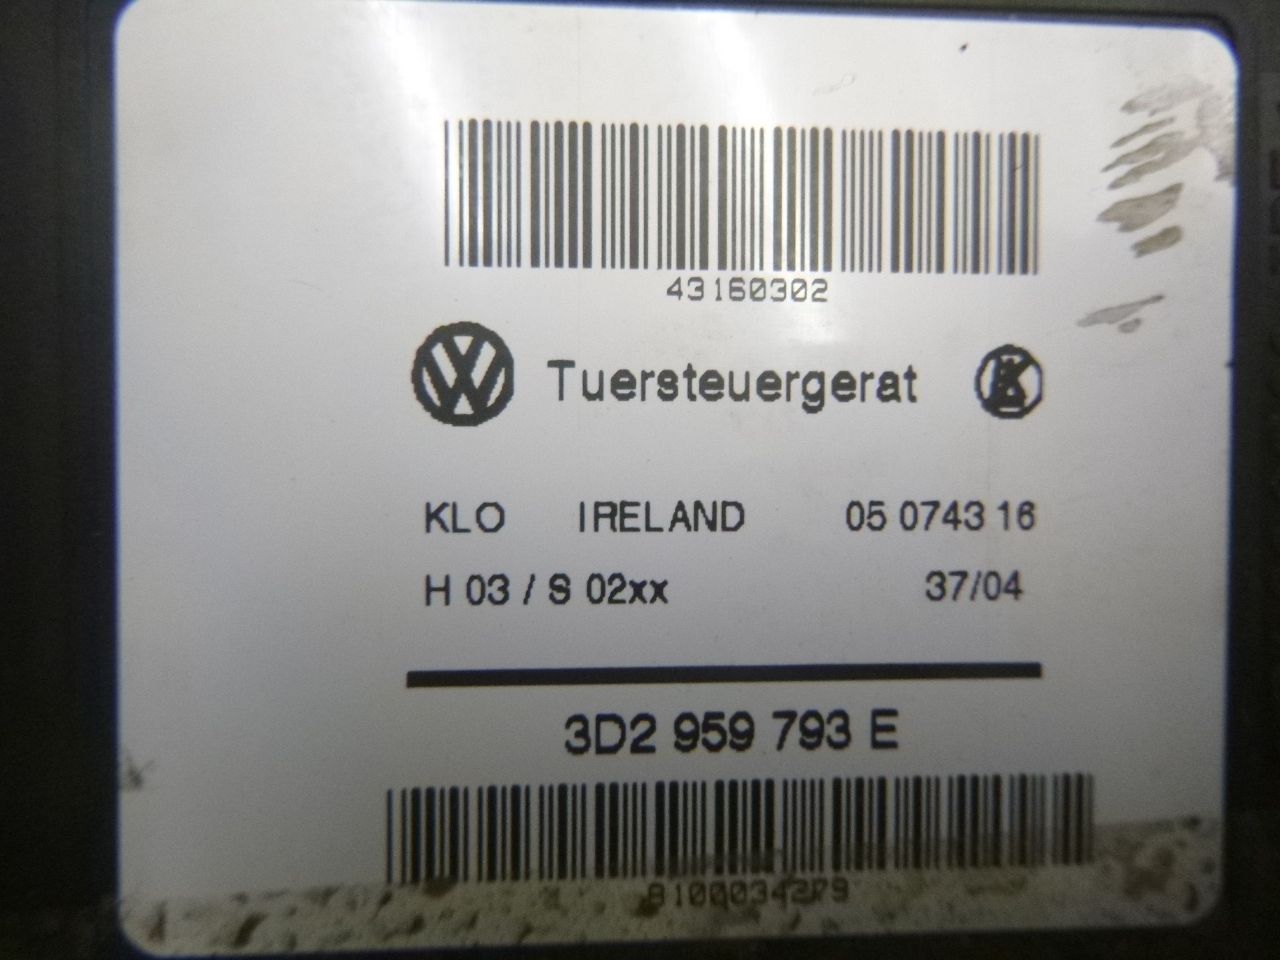 43160302
Tuersteuergerat
KLO IRELAND 05 0743 16
H 03 / S 02xx 37/04
3D2 959 793 E